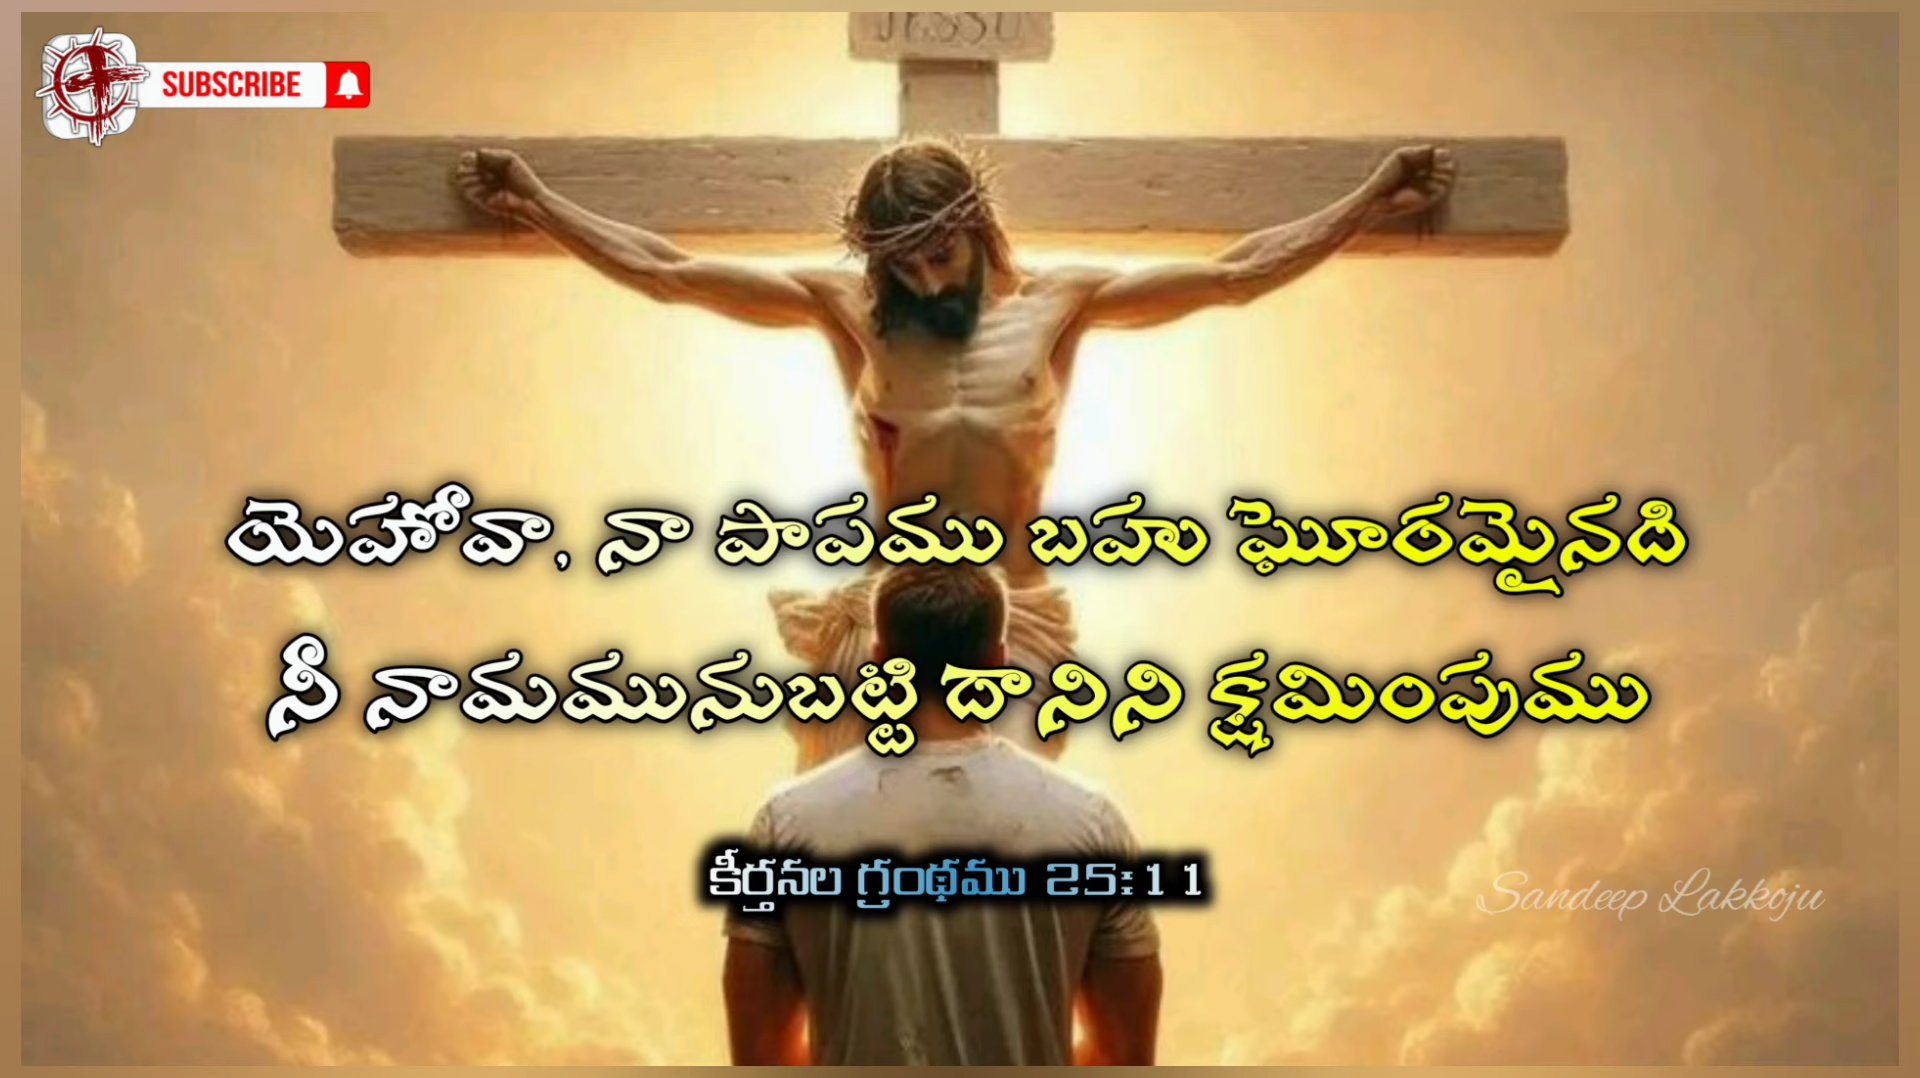 JESSU
SUBSCRIBE
యెహోవా, నా పాపము బహు ఘోరమైనది
నీ నామమునుబట్టి దానిని క్షమింపుము
కీర్తనల గ్రంథము 25:11
Sandeep Lakkoju